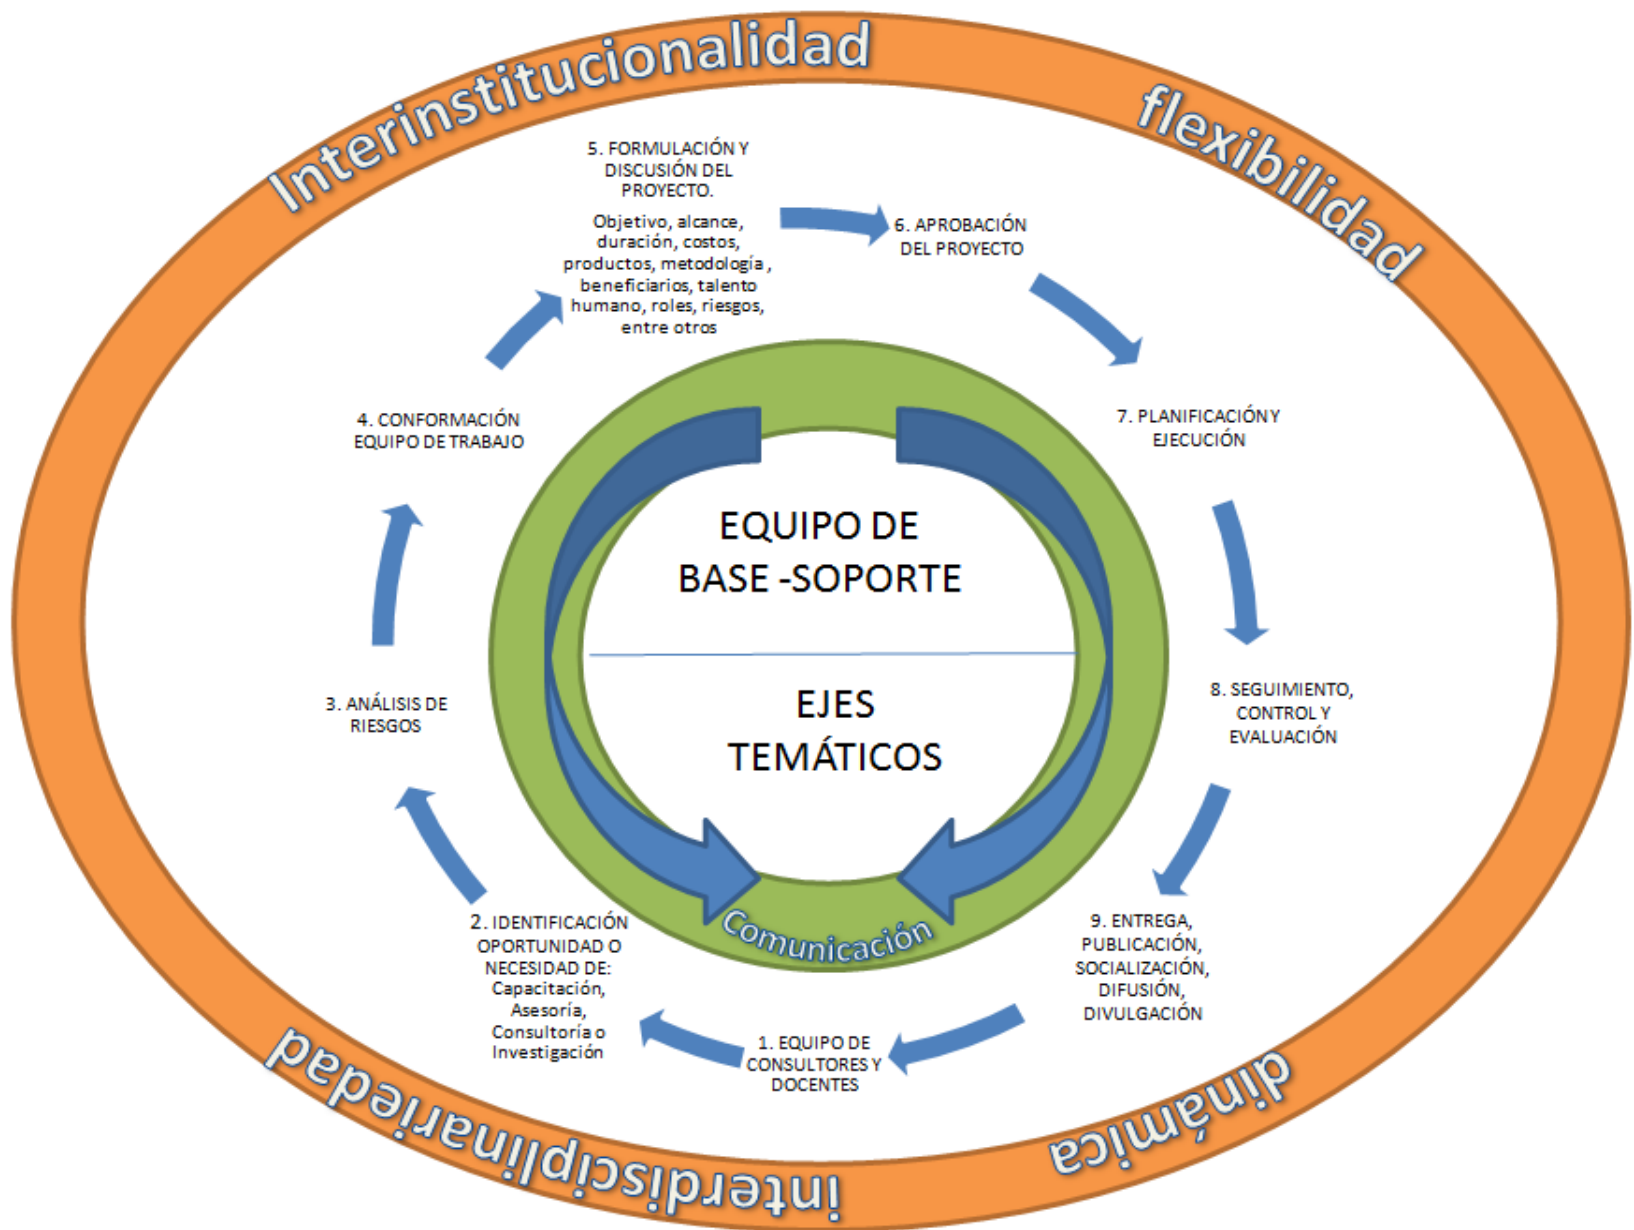 Interinstitucionalidad
flexibilidad
5. FORMULACIÓN Y
DISCUSIÓN DEL
PROYECTO.
Objetivo, alcance,
duración, costos,
productos, metodología ,
beneficiarios, talento
humano, roles, riesgos,
entre otros
6. APROBACIÓN
DEL PROYECTO
4. CONFORMACIÓN
EQUIPO DE TRABAJO
7. PLANIFICACIÓN Y
EJECUCIÓN
EQUIPO DE
BASE -SOPORTE
EJES
TEMÁTICOS
3. ANÁLISIS DE
RIESGOS
8. SEGUIMIENTO,
CONTROL Y
EVALUACIÓN
Comunicación
2. IDENTIFICACIÓN
OPORTUNIDAD O
NECESIDAD DE:
Capacitación,
Asesoría,
Consultoría o
Investigación
9. ENTREGA,
PUBLICACIÓN,
SOCIALIZACIÓN,
DIFUSIÓN,
DIVULGACIÓN
1. EQUIPO DE
CONSULTORES Y
DOCENTES
interdisciplinariedad
dinámica